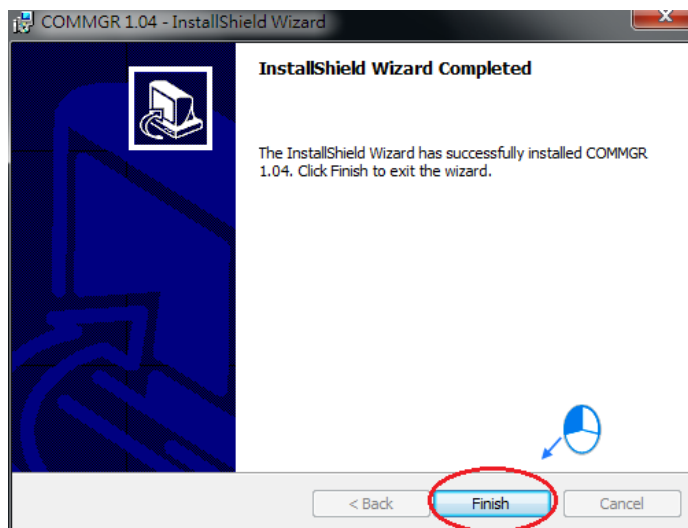 COMMGR 1.04 - InstallShield Wizard
InstallShield Wizard Completed
The InstallShield Wizard has successfully installed COMMGR
1.04. Click Finish to exit the wizard.
< Back Finish Cancel